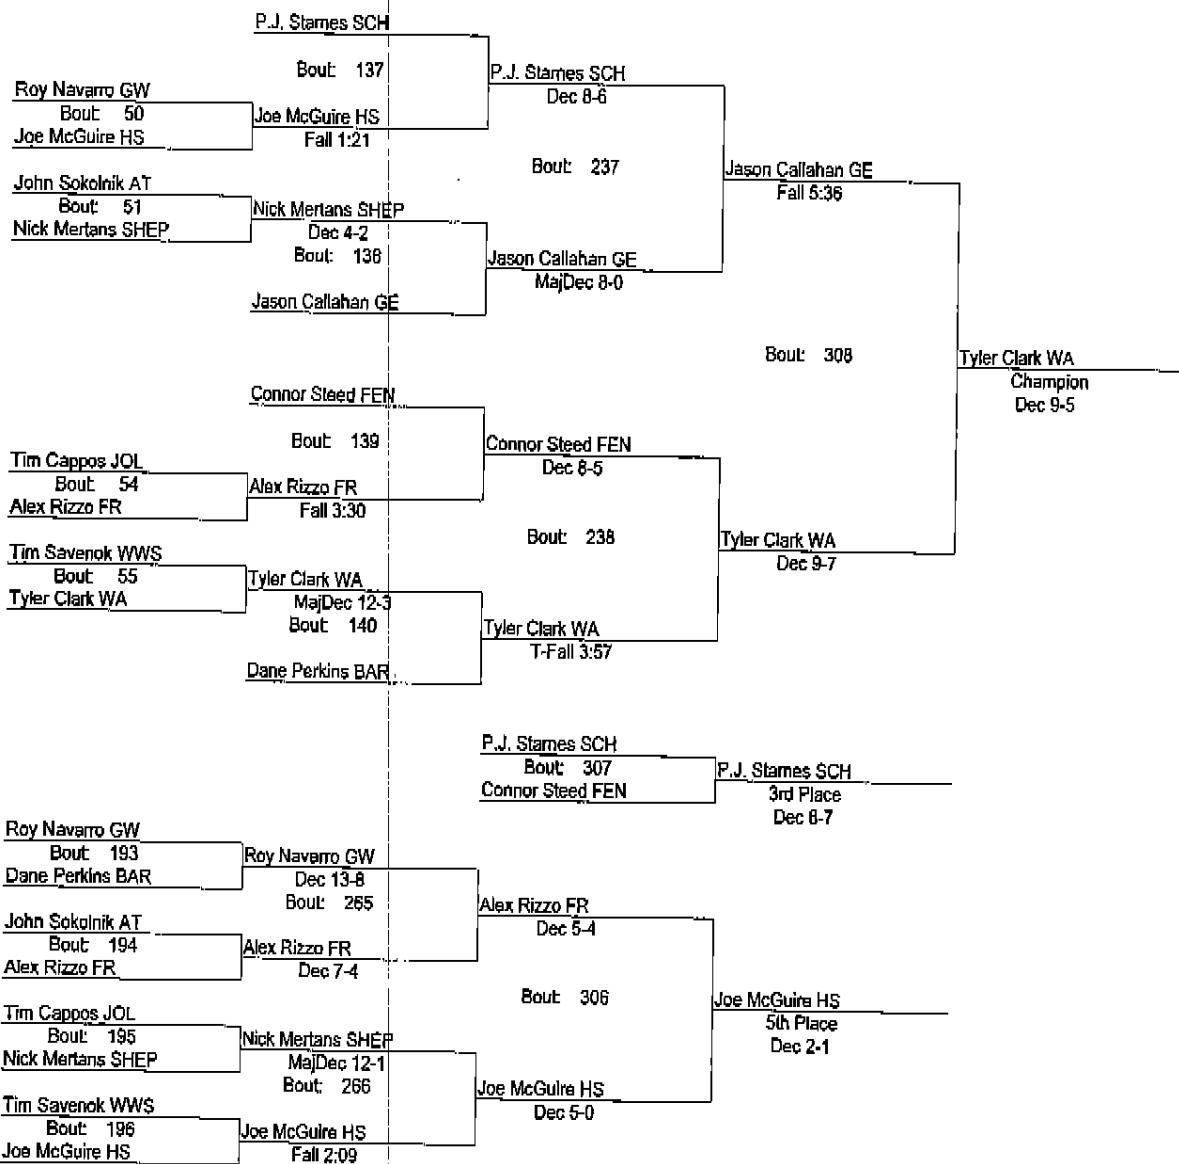 P.J. Starnes SCH
Bout: 137
P.J. Starnes SCH
Dec 8-6
Roy Navarro GW
Bout: 50
Joe McGuire HS
Joe McGuire HS
Fall 1:21
Bout: 237
Jason Callahan GE
Fall 5:36
John Sokolnik AT
Bout: 51
Nick Mertans SHEP
Nick Mertans SHEP
Dec 4-2
Bout: 138
Jason Callahan GE
MajDec 8-0
Jason Callahan GE
Bout: 308
Tyler Clark WA
Champion
Dec 9-5
Connor Steed FEN
Bout: 139
Connor Steed FEN
Dec 8-5
Tim Cappos JOL
Bout: 54
Alex Rizzo FR
Alex Rizzo FR
Fall 3:30
Bout: 238
Tyler Clark WA
Dec 9-7
Tim Savenok WWS
Bout: 55
Tyler Clark WA
Tyler Clark WA
MajDec 12-3
Bout: 140
Tyler Clark WA
T-Fall 3:57
Dane Perkins BAR
P.J. Starnes SCH
Bout: 307
Connor Steed FEN
P.J. Starnes SCH
3rd Place
Dec 8-7
Roy Navarro GW
Bout: 193
Dane Perkins BAR
Roy Navarro GW
Dec 13-8
Bout: 265
Alex Rizzo FR
Dec 5-4
John Sokolnik AT
Bout: 194
Alex Rizzo FR
Alex Rizzo FR
Dec 7-4
Bout: 306
Joe McGuire HS
5th Place
Dec 2-1
Tim Cappos JOL
Bout: 195
Nick Mertans SHEP
Nick Mertans SHEP
MajDec 12-1
Bout: 266
Joe McGuire HS
Dec 5-0
Tim Savenok WWS
Bout: 196
Joe McGuire HS
Joe McGuire HS
Fall 2:09